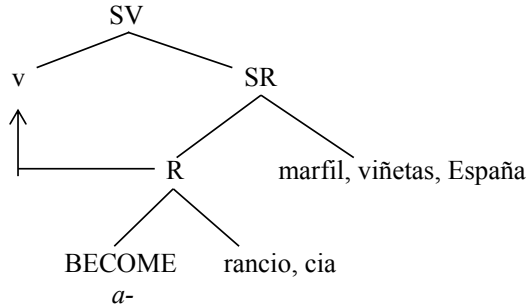 SV
v SR
R marfil, viñetas, España
BECOME rancio, cia
a-